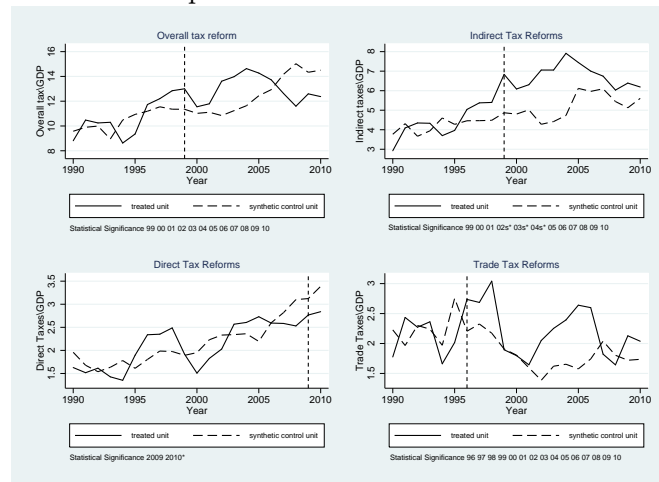 Overall tax reform
Overall tax\GDP
16
14
12
10
8
1990 1995 2000 2005 2010
Year
treated unit synthetic control unit
Statistical Significance 99 00 01 02 03 04 05 06 07 08 09 10
Indirect Tax Reforms
Indirect taxes\GDP
8
7
6
5
4
3
1990 1995 2000 2005 2010
Year
treated unit synthetic control unit
Statistical Significance 99 00 01 02s* 03s* 04s* 05 06 07 08 09 10
Direct Tax Reforms
Direct Taxes\GDP
3.5
3
2.5
2
1.5
1990 1995 2000 2005 2010
Year
treated unit synthetic control unit
Statistical Significance 2009 2010*
Trade Tax Reforms
Trade Taxes\GDP
3
2.5
2
1.5
1990 1995 2000 2005 2010
Year
treated unit synthetic control unit
Statistical Significance 96 97 98 99 00 01 02 03 04 05 06 07 08 09 10